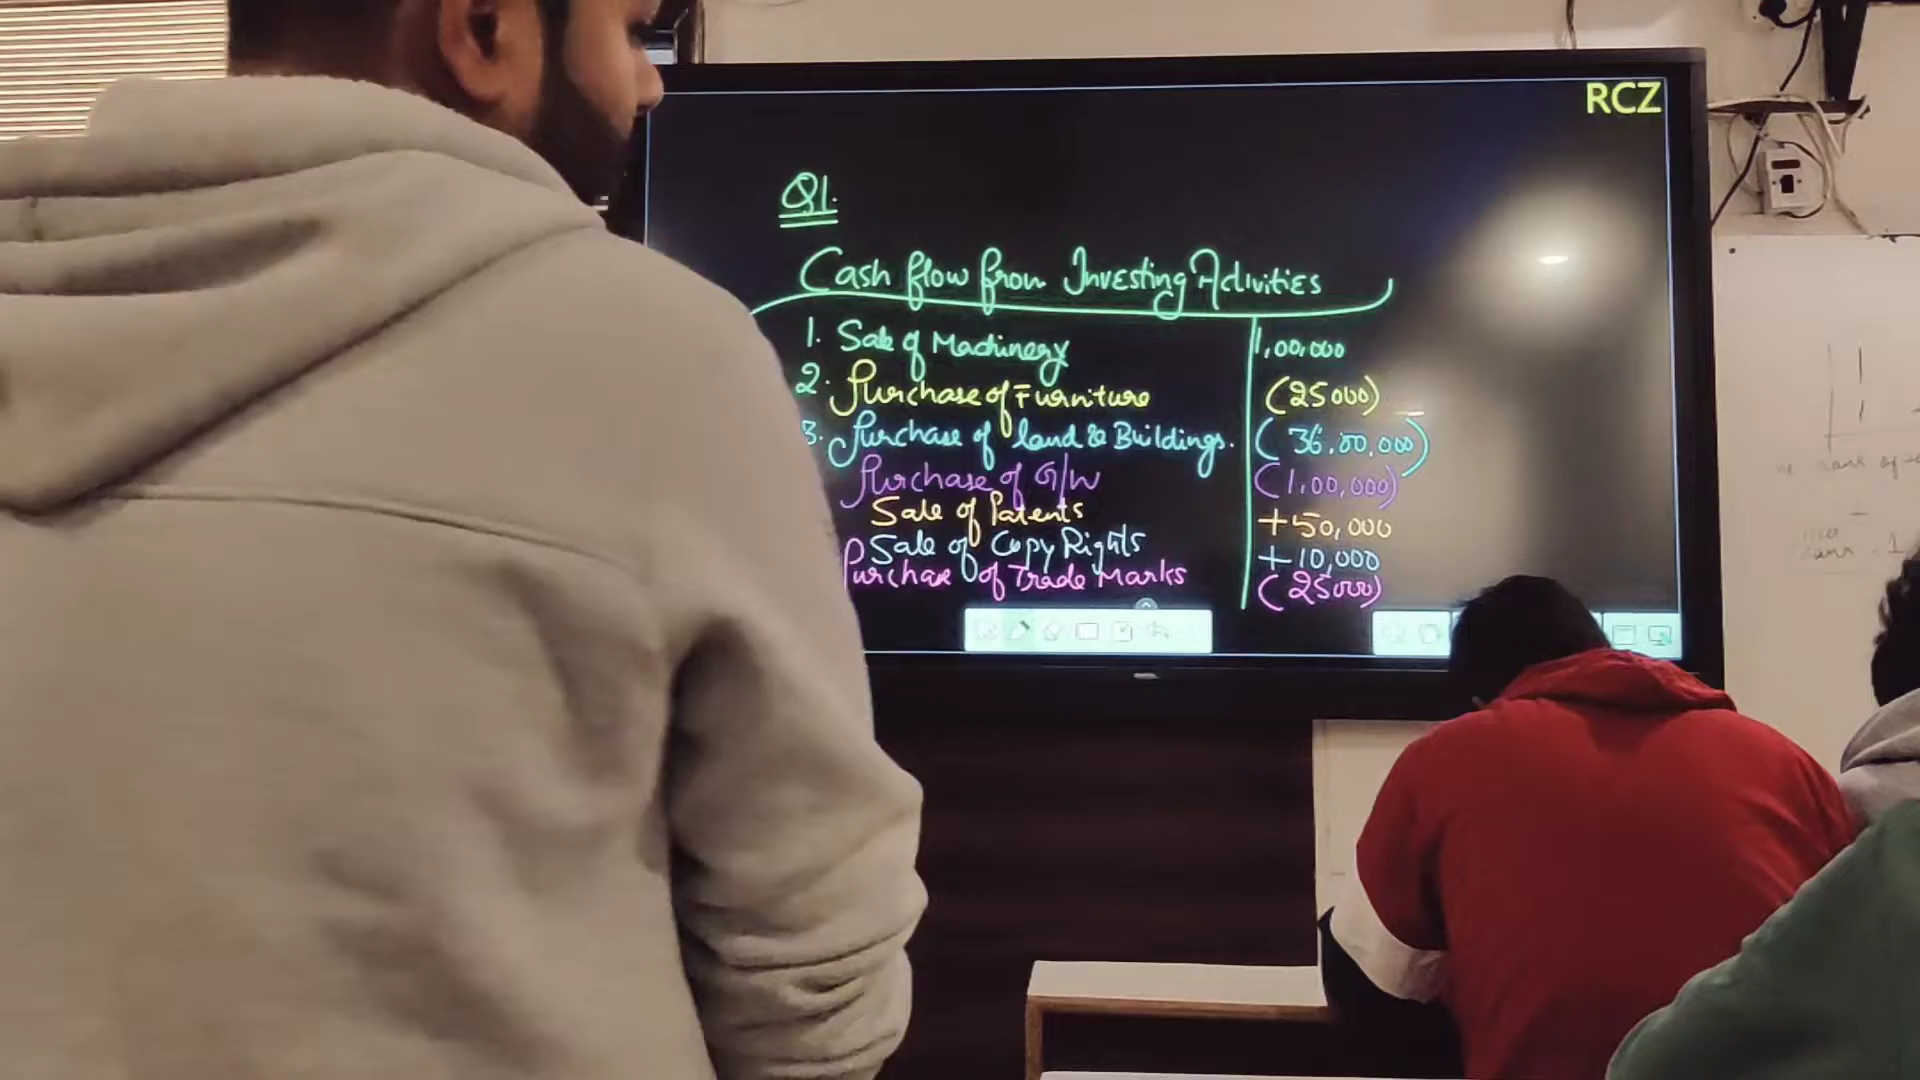 RCZ
Q1.
Cash flow from Investing Activities
1. Sale of Machinery 1,00,000
2. Purchase of Furniture (25000)
3. Purchase of land & Buildings. (36,00,000)
Purchase of G/W (1,00,000)
Sale of Patents +50,000
Sale of CopyRights +10,000
Purchase of Trade Marks (25000)